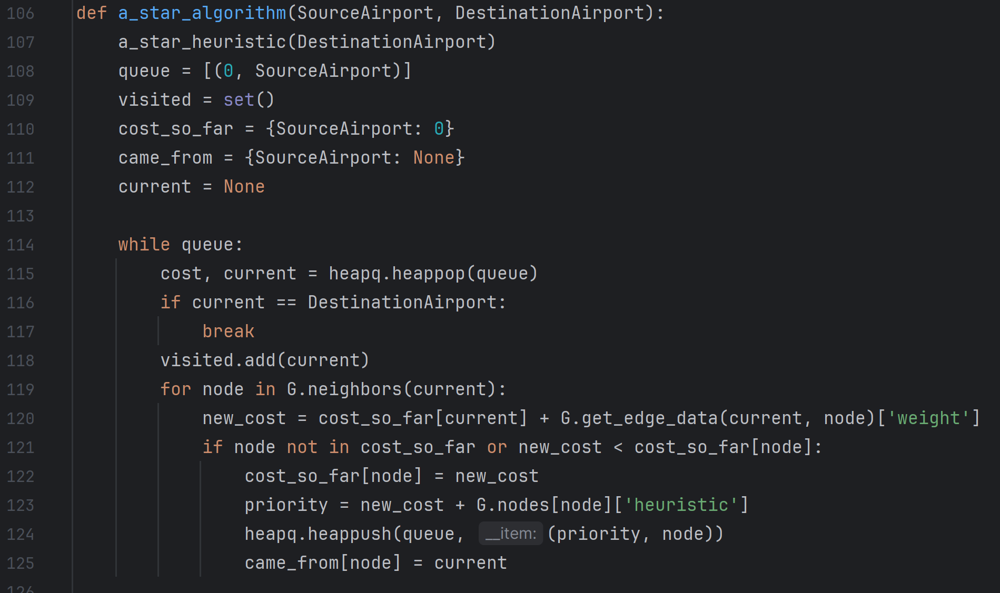 106 def a_star_algorithm(SourceAirport, DestinationAirport):
107 a_star_heuristic(DestinationAirport)
108 queue = [(0, SourceAirport)]
109 visited = set()
110 cost_so_far = {SourceAirport: 0}
111 came_from = {SourceAirport: None}
112 current = None
113
114 while queue:
115 cost, current = heapq.heappop(queue)
116 if current == DestinationAirport:
117 break
118 visited.add(current)
119 for node in G.neighbors(current):
120 new_cost = cost_so_far[current] + G.get_edge_data(current, node)['weight']
121 if node not in cost_so_far or new_cost < cost_so_far[node]:
122 cost_so_far[node] = new_cost
123 priority = new_cost + G.nodes[node]['heuristic']
124 heapq.heappush(queue, __item: (priority, node))
125 came_from[node] = current
126